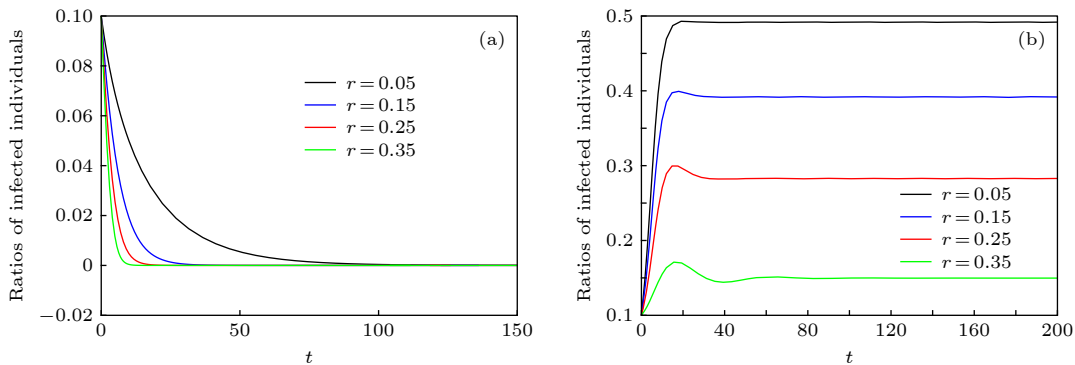 0.10
0.08
0.06
0.04
0.02
0
−0.02
Ratios of infected individuals
(a)
r=0.05
r=0.15
r=0.25
r=0.35
0
50
100
150
t
0.5
0.4
0.3
0.2
0.1
Ratios of infected individuals
(b)
r=0.05
r=0.15
r=0.25
r=0.35
0
40
80
120
160
200
t